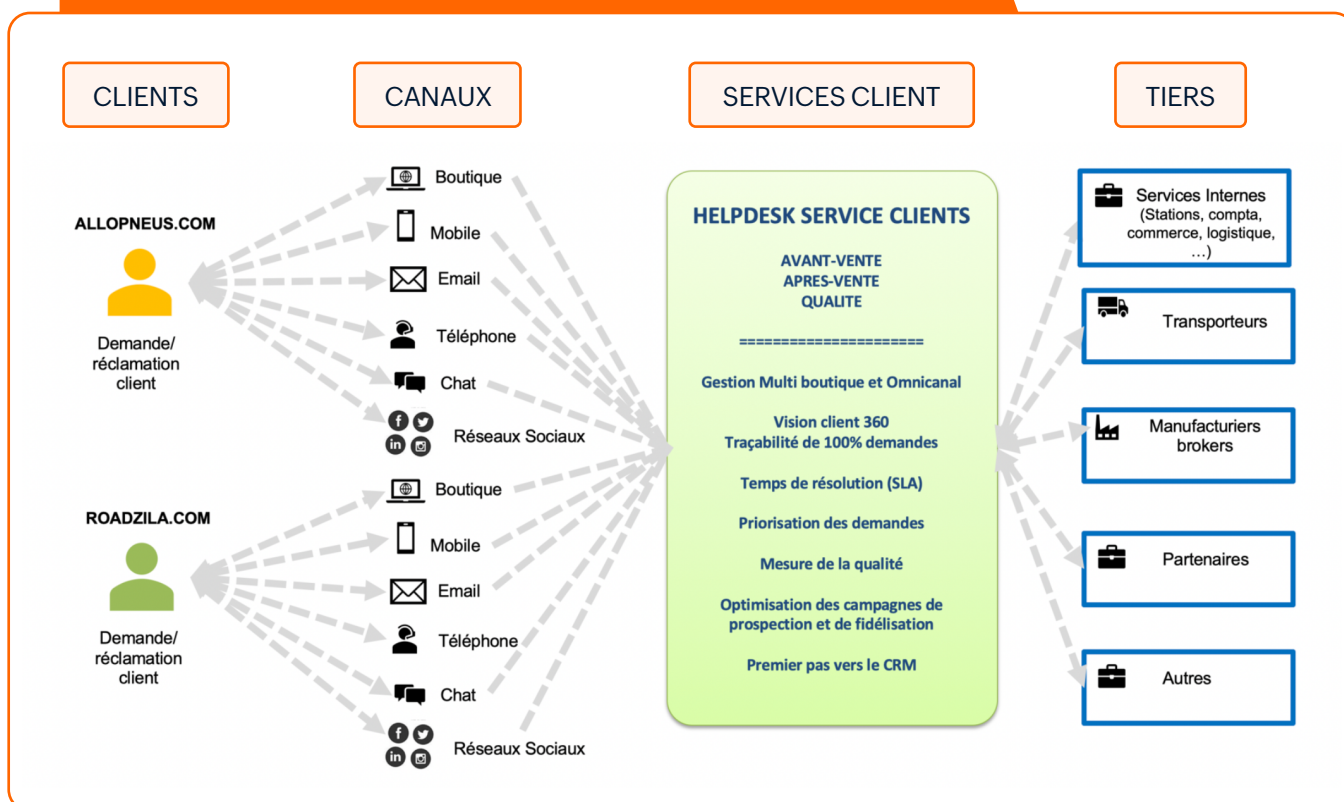 CLIENTS
CANAUX
SERVICES CLIENT
TIERS
ALLOPNEUS.COM
Demande/
réclamation
client
ROADZILA.COM
Demande/
réclamation
client
Boutique
Mobile
Email
Téléphone
Chat
Réseaux Sociaux
Boutique
Mobile
Email
Téléphone
Chat
Réseaux Sociaux
HELPDESK SERVICE CLIENTS
AVANT-VENTE
APRES-VENTE
QUALITE
======================
Gestion Multi boutique et Omnicanal
Vision client 360
Traçabilité de 100% demandes
Temps de résolution (SLA)
Priorisation des demandes
Mesure de la qualité
Optimisation des campagnes de
prospection et de fidélisation
Premier pas vers le CRM
Services Internes
(Stations, compta,
commerce, logistique,
…)
Transporteurs
Manufacturiers
brokers
Partenaires
Autres